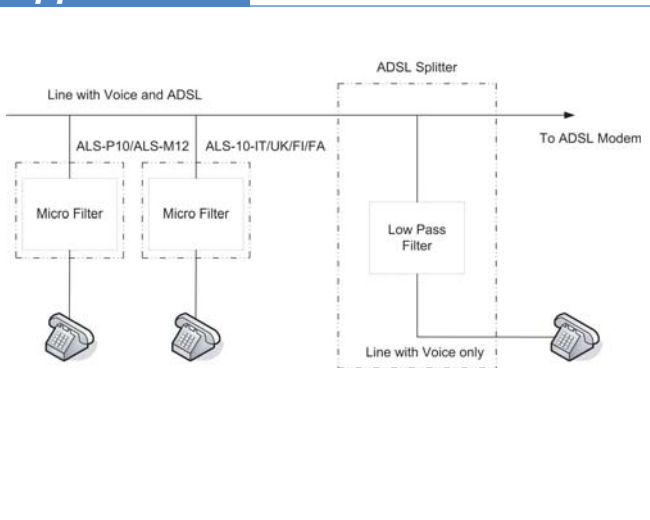 ADSL Splitter
Line with Voice and ADSL
To ADSL Modem
ALS-P10/ALS-M12
ALS-10-IT/UK/FI/FA
Micro Filter
Micro Filter
Low Pass
Filter
Line with Voice only